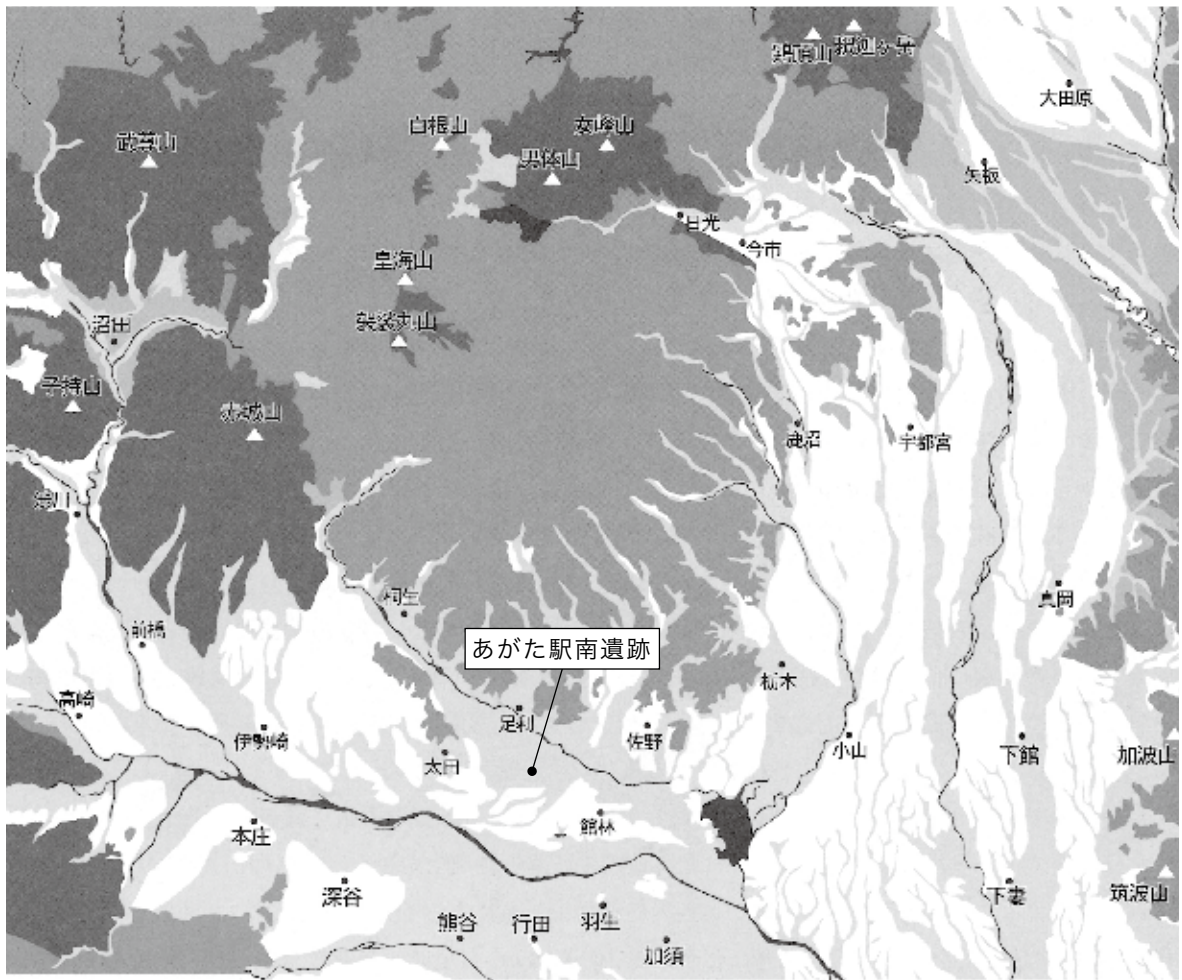 鶏頂山
釈迦ヶ岳
大田原
武尊山
白根山
女峰山
男体山
矢板
日光
今市
皇海山
袈裟丸山
沼田
子持山
赤城山
鹿沼
宇都宮
渋川
桐生
真岡
前橋
あがた駅南遺跡
栃木
高崎
足利
佐野
伊勢崎
小山
下館
加波山
太田
本庄
館林
深谷
下妻
筑波山
熊谷
行田
羽生
加須